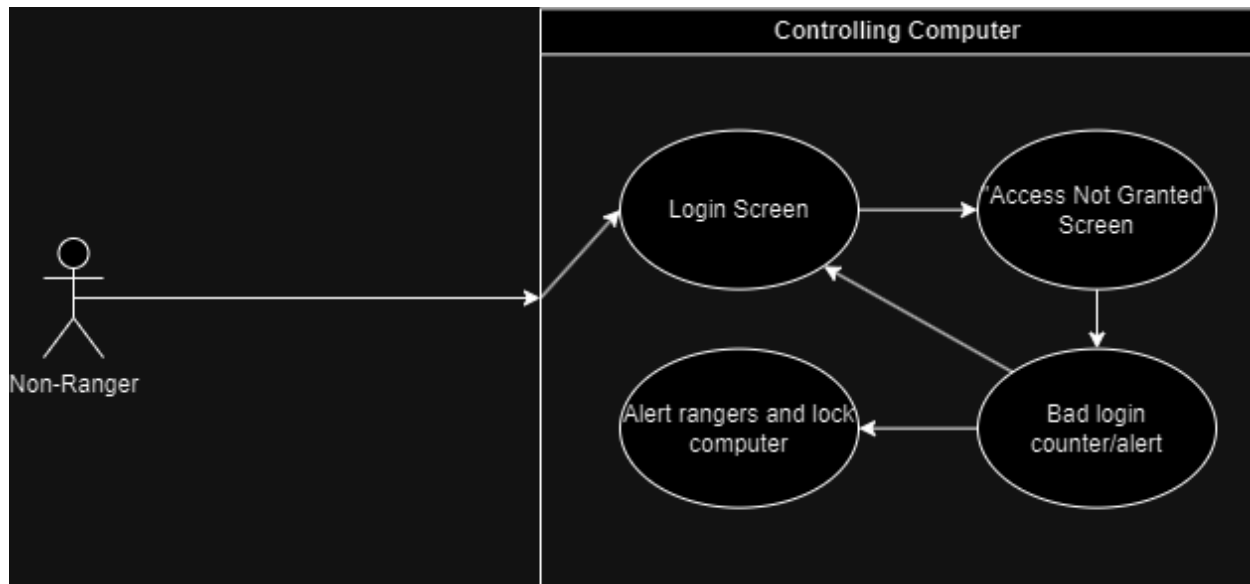 Controlling Computer
Login Screen
"Access Not Granted"
Screen
Non-Ranger
Alert rangers and lock
computer
Bad login
counter/alert